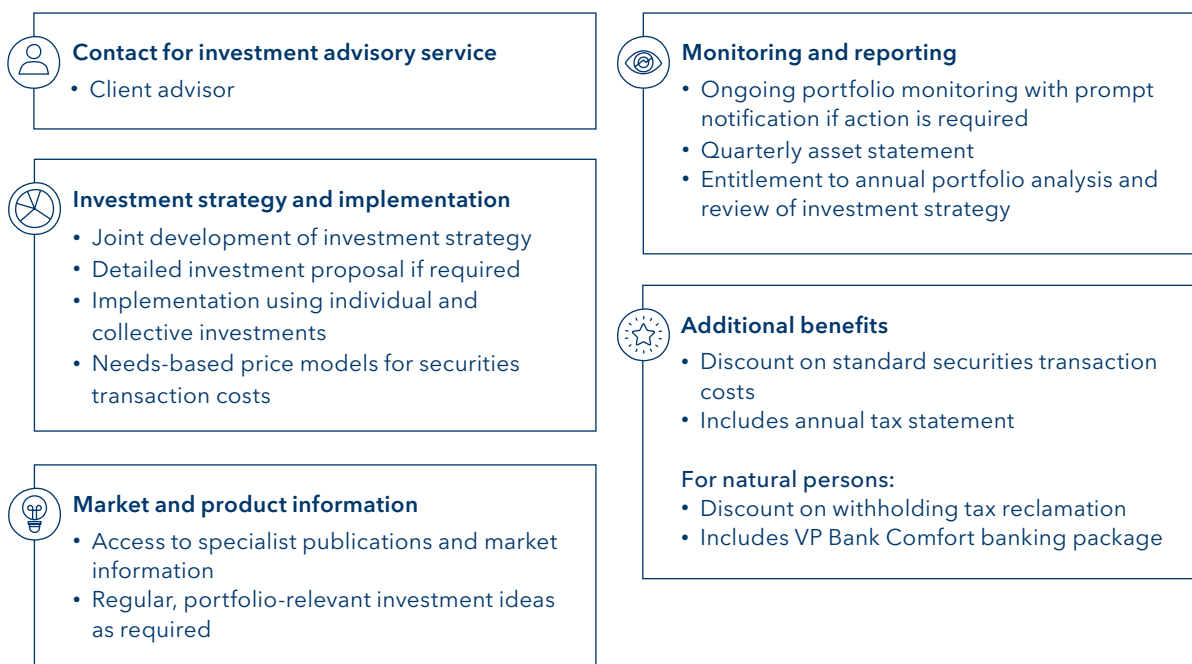 Contact for investment advisory service
• Client advisor
Investment strategy and implementation
• Joint development of investment strategy
• Detailed investment proposal if required
• Implementation using individual and
collective investments
• Needs-based price models for securities
transaction costs
Market and product information
• Access to specialist publications and market
information
• Regular, portfolio-relevant investment ideas
as required
Monitoring and reporting
• Ongoing portfolio monitoring with prompt
notification if action is required
• Quarterly asset statement
• Entitlement to annual portfolio analysis and
review of investment strategy
Additional benefits
• Discount on standard securities transaction
costs
• Includes annual tax statement
For natural persons:
• Discount on withholding tax reclamation
• Includes VP Bank Comfort banking package